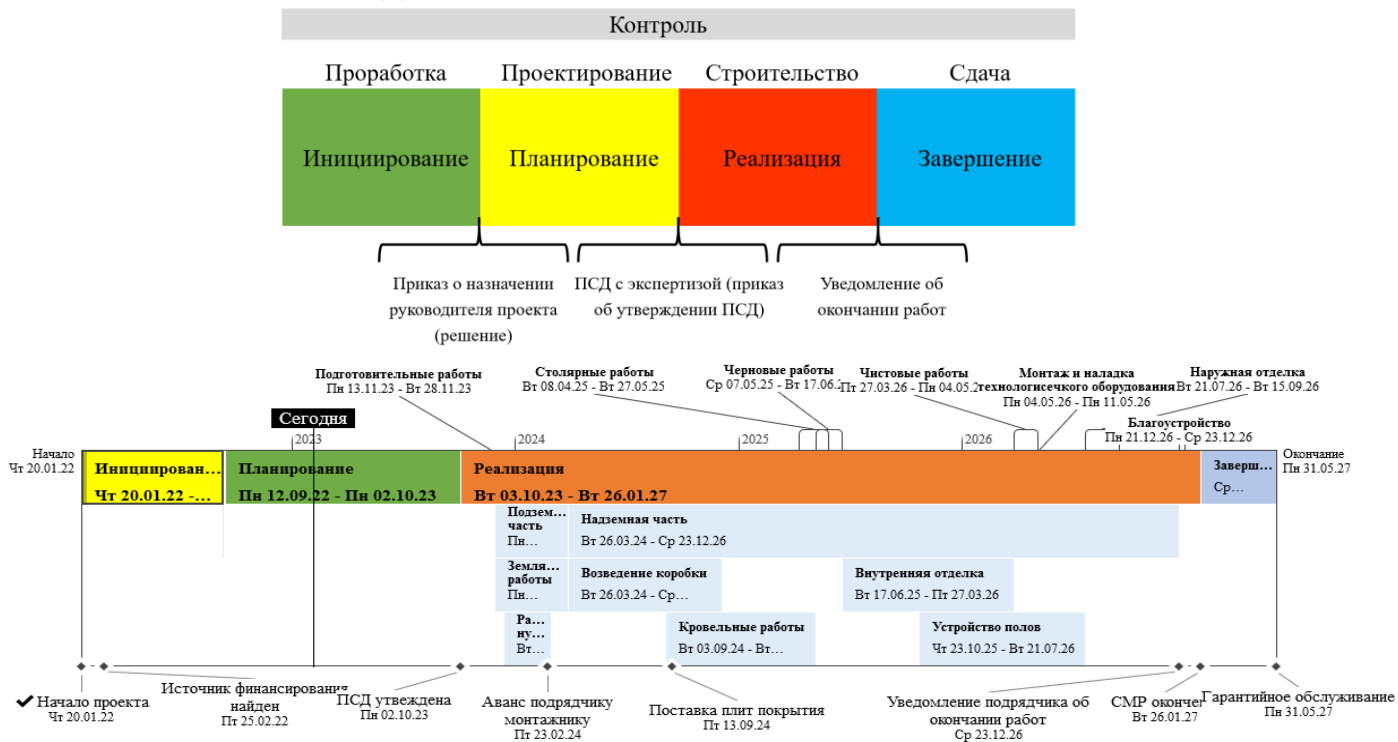 Контроль
Проработка
Проектирование
Строительство
Сдача
Инициирование
Планирование
Реализация
Завершение
Приказ о назначении
руководителя проекта
(решение)
ПСД с экспертизой (приказ
об утверждении ПСД)
Уведомление об
окончании работ
Подготовительные работы
Пн 13.11.23 - Вт 28.11.23
Столярные работы
Вт 08.04.25 - Вт 27.05.25
Черновые работы
Ср 07.05.25 - Вт 17.06.2
Чистовые работы
Пт 27.03.26 - Пн 04.05.2
Монтаж и наладка
технологисечкого оборудования
Пн 04.05.26 - Пн 11.05.26
Наружная отделка
Вт 21.07.26 - Вт 15.09.26
Благоустройство
Пн 21.12.26 - Ср 23.12.26
Сегодня
2023
2024
2025
2026
Начало
Чт 20.01.22
Окончание
Пн 31.05.27
Инициирован...
Чт 20.01.22 -...
Планирование
Пн 12.09.22 - Пн 02.10.23
Реализация
Вт 03.10.23 - Вт 26.01.27
Заверш...
Ср...
Подзем...
часть
Пн...
Надземная часть
Вт 26.03.24 - Ср 23.12.26
Земля...
работы
Пн...
Возведение коробки
Вт 26.03.24 - Ср...
Внутренняя отделка
Вт 17.06.25 - Пт 27.03.26
Ра...
ну...
Вт...
Кровельные работы
Вт 03.09.24 - Вт...
Устройство полов
Чт 23.10.25 - Вт 21.07.26
Начало проекта
Чт 20.01.22
Источник финансирования
найден
Пт 25.02.22
ПСД утвеждена
Пн 02.10.23
Аванс подрядчику
монтажнику
Пт 23.02.24
Поставка плит покрытия
Пт 13.09.24
Уведомление подрядчика об
окончании работ
Ср 23.12.26
СМР окончен
Вт 26.01.27
Гарантийное обслуживание
Пн 31.05.27